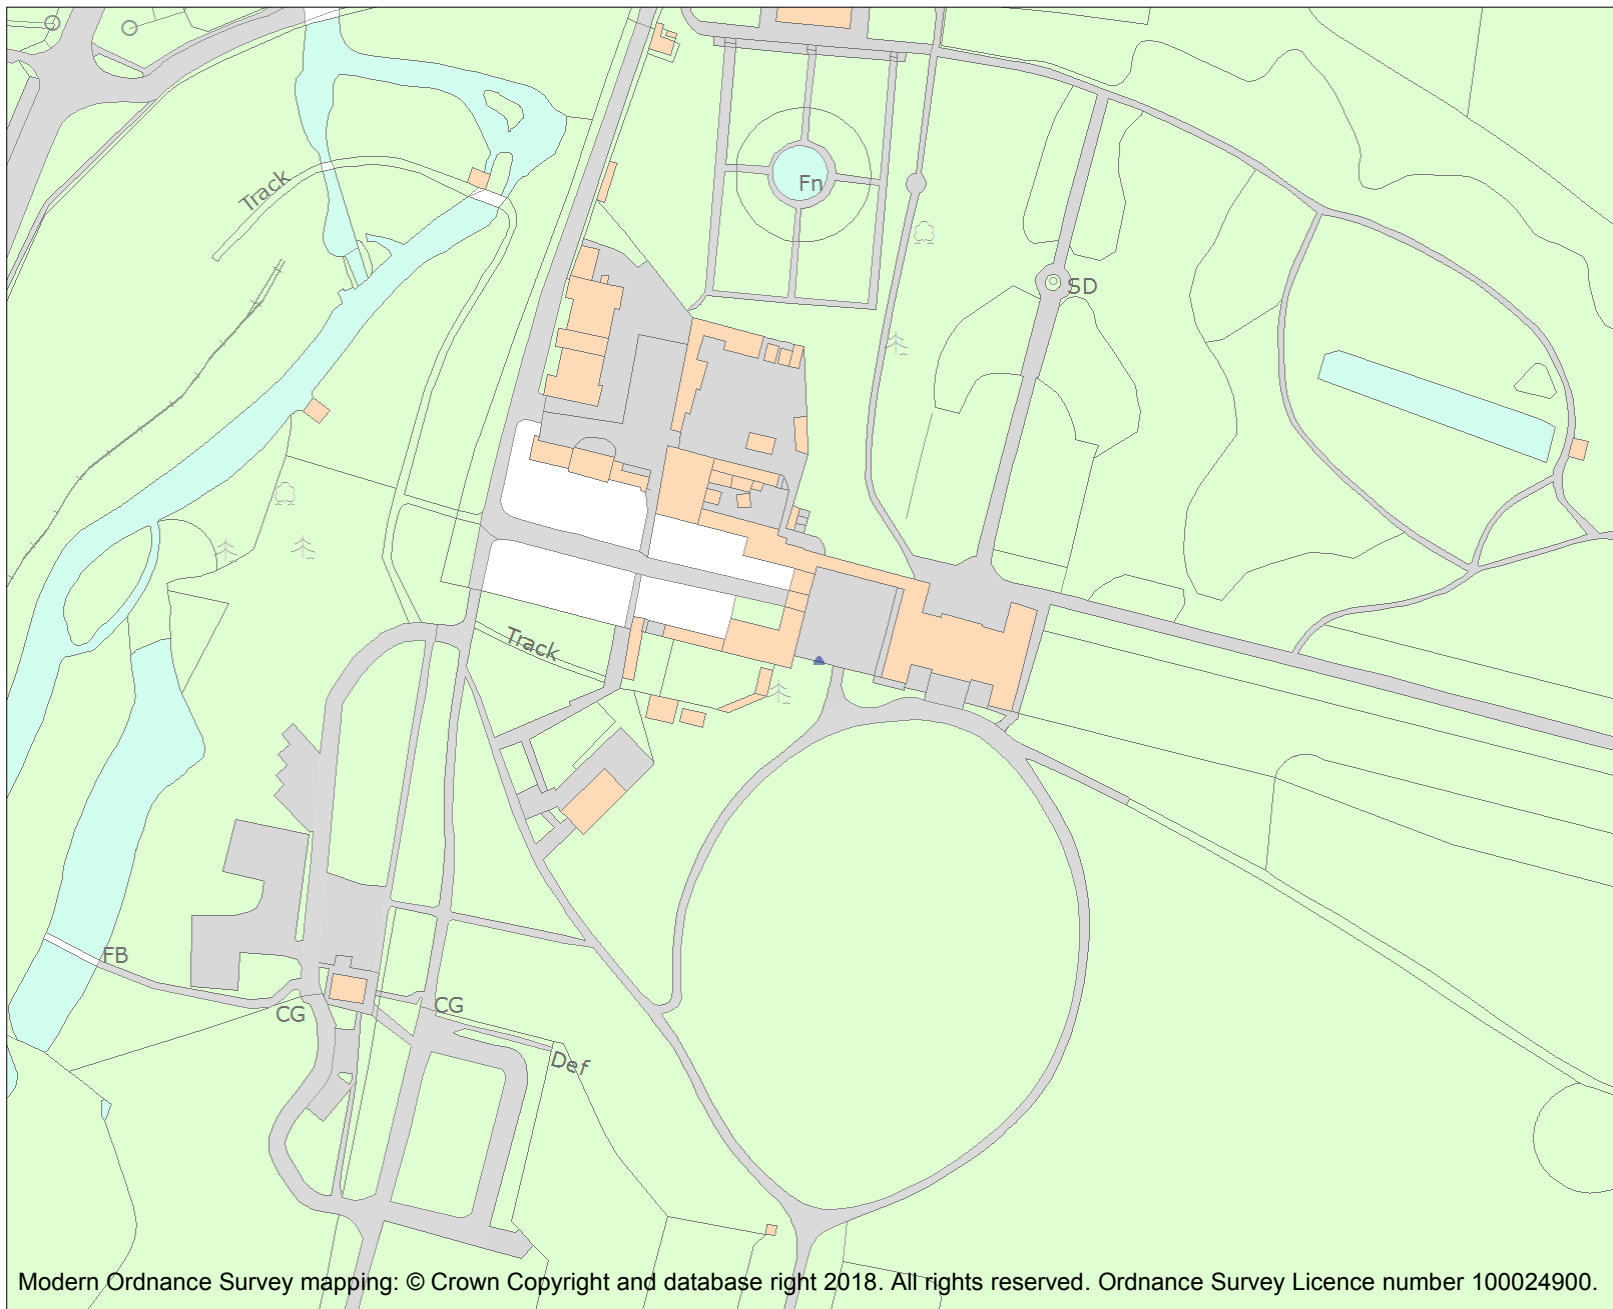 Track
Fn
SD
Track
FB
CG
CG
Def
Modern Ordnance Survey mapping: © Crown Copyright and database right 2018. All rights reserved. Ordnance Survey Licence number 100024900.